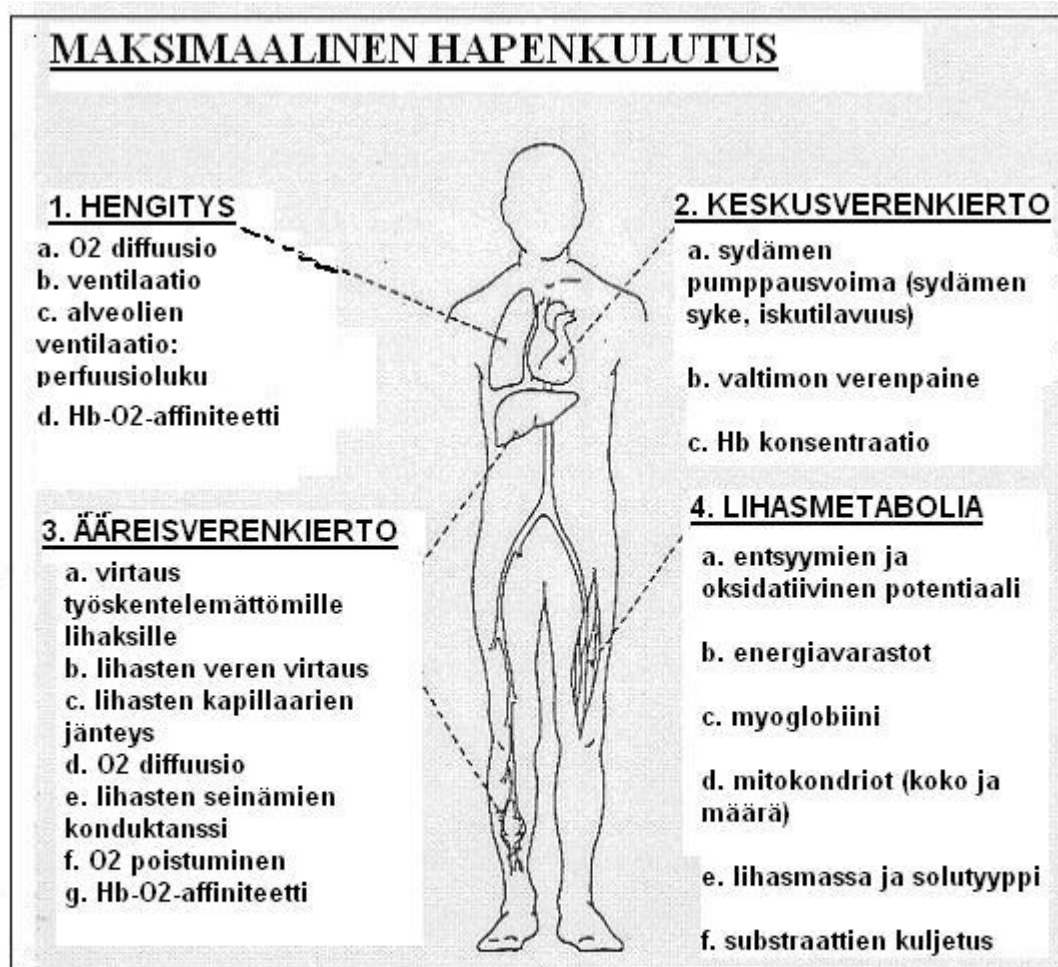 MAKSIMAALINEN HAPENKULUTUS
1. HENGITYS
a. O2 diffuusio
b. ventilaatio
c. alveolien
ventilaatio:
perfuusioluku
d. Hb-O2-affiniteetti
2. KESKUSVERENKIERTO
a. sydämen
pumppausvoima (sydämen
syke, iskutilavuus)
b. valtimon verenpaine
c. Hb konsentraatio
3. ÄÄREISVERENKIERTO
a. virtaus
työskentelemättömille
lihaksille
b. lihasten veren virtaus
c. lihasten kapillaarien
jänteys
d. O2 diffuusio
e. lihasten seinämien
konduktanssi
f. O2 poistuminen
g. Hb-O2-affiniteetti
4. LIHASMETABOLIA
a. entsyymien ja
oksidatiivinen potentiaali
b. energiavarastot
c. myoglobiini
d. mitokondriot (koko ja
määrä)
e. lihasmassa ja solutyyppi
f. substraattien kuljetus